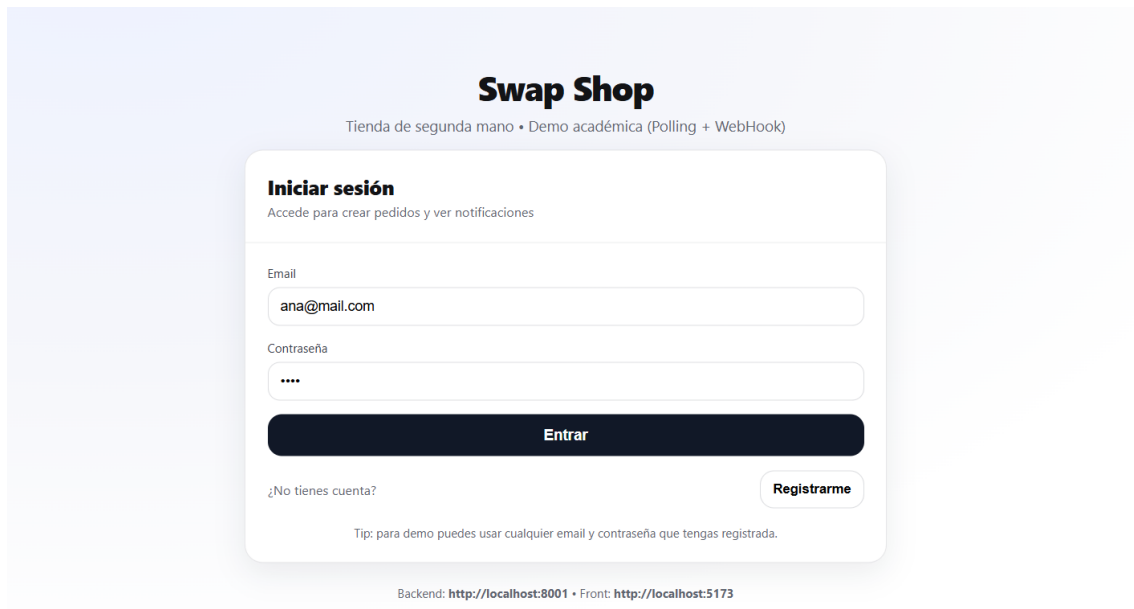 Swap Shop
Tienda de segunda mano • Demo académica (Polling + WebHook)
Iniciar sesión
Accede para crear pedidos y ver notificaciones
Email
ana@mail.com
Contraseña
••••
Entrar
¿No tienes cuenta?
Registrarme
Tip: para demo puedes usar cualquier email y contraseña que tengas registrada.
Backend: http://localhost:8001 • Front: http://localhost:5173